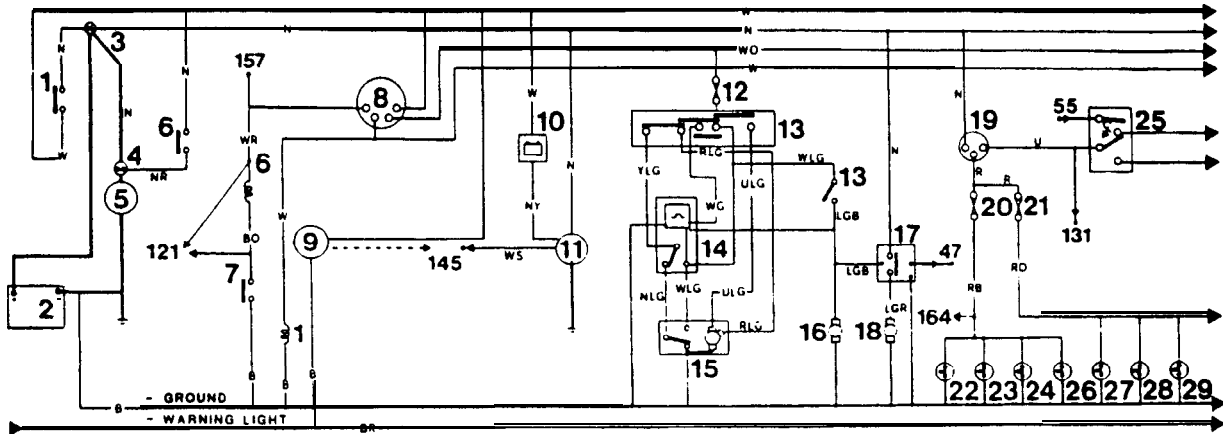 W
N
WO
W
3
157
N
1
N
N
6
W
4
NR
5
WR
6
BO
121
7
2
8
W
9
1
B
B
B
10
W
NY
N
11
145
WS
12
13
YLG
RLG
WG
ULG
WLG
13
LGB
14
NLG
WLG
ULG
RLG
15
16
LGB
17
47
LGR
18
N
N
19
U
R
R
20
21
131
55
25
RB
RD
164
22
23
24
26
27
28
29
B
- GROUND
- WARNING LIGHT
BR